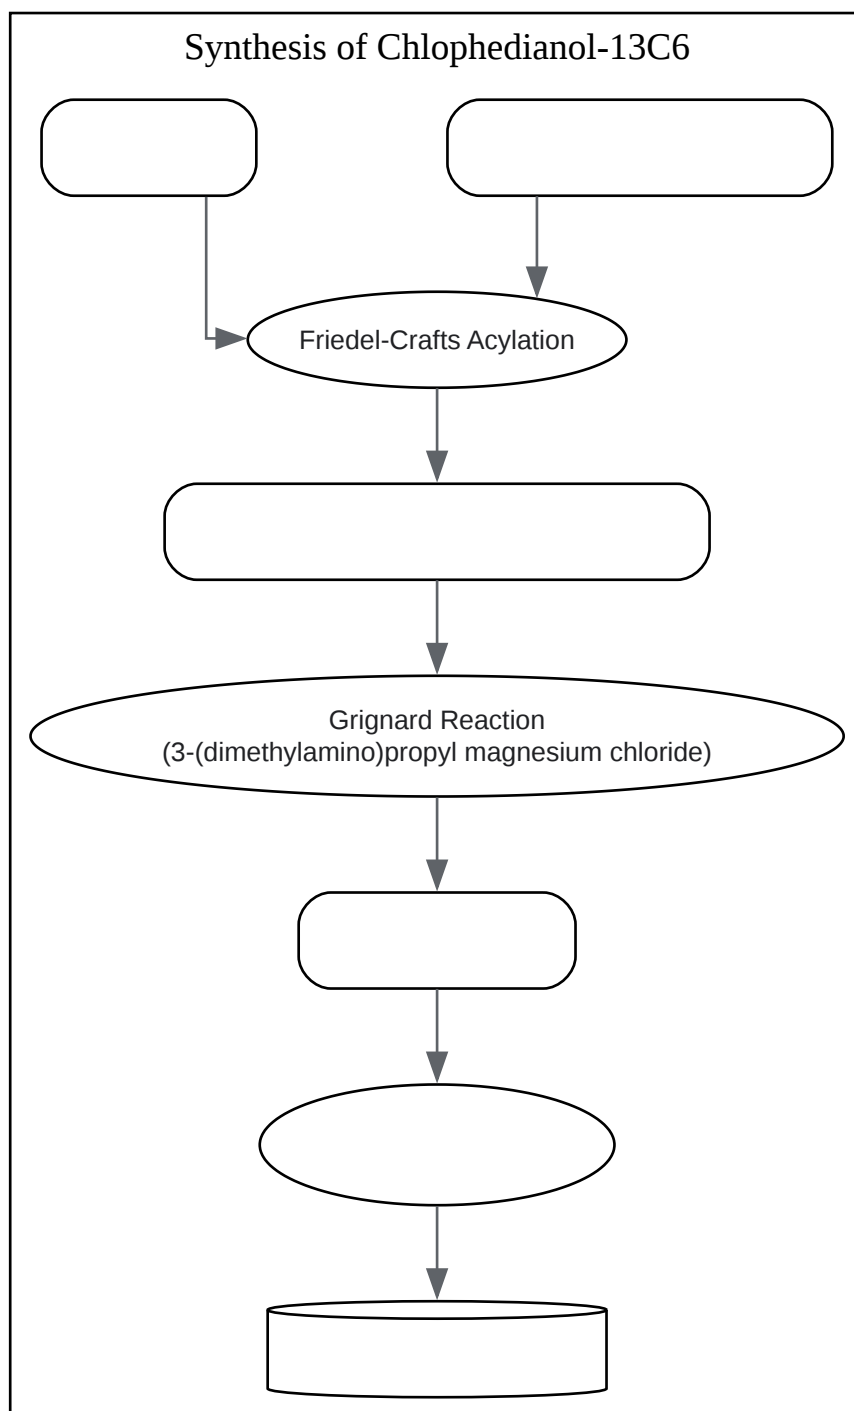 Synthesis of Chlophedianol-13C6
Friedel-Crafts Acylation
Grignard Reaction
(3-(dimethylamino)propyl magnesium chloride)